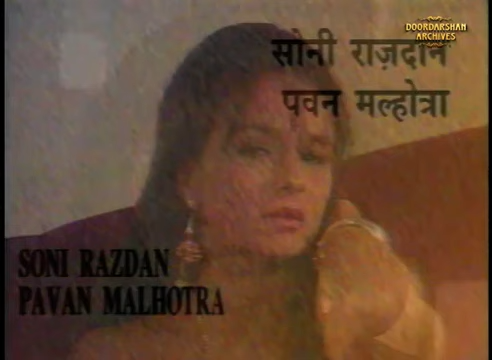 DOORDARSHAN
ARCHIVES
सोनी राज़दान
पवन मल्होत्रा
SONI RAZDAN
PAVAN MALHOTRA